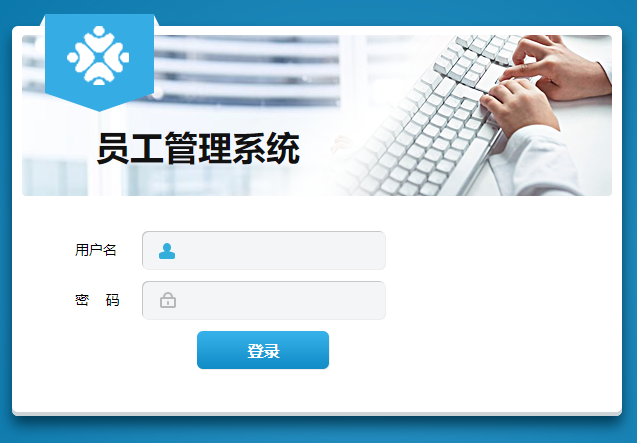 员工管理系统
用户名
密 码
登录